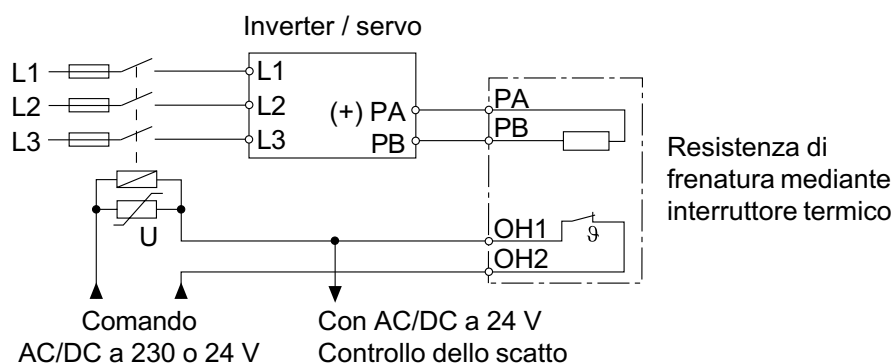 Inverter / servo
L1
L1
L2
L2
(+) PA
PA
L3
L3
PB
PB
Resistenza di
frenatura mediante
interruttore termico
U
OH1
ϑ
OH2
Comando
AC/DC a 230 o 24 V
Con AC/DC a 24 V
Controllo dello scatto